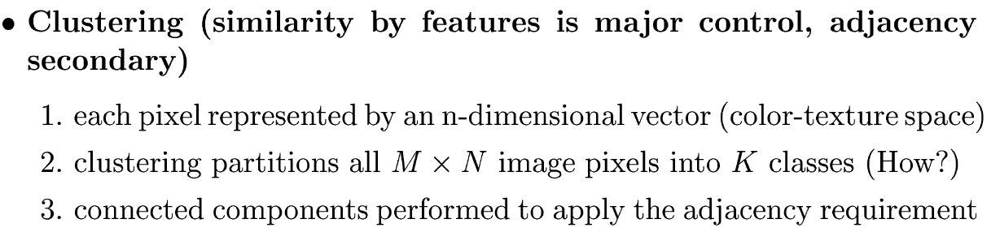 • Clustering (similarity by features is major control, adjacency
secondary)
1. each pixel represented by an n-dimensional vector (color-texture space)
2. clustering partitions all M × N image pixels into K classes (How?)
3. connected components performed to apply the adjacency requirement